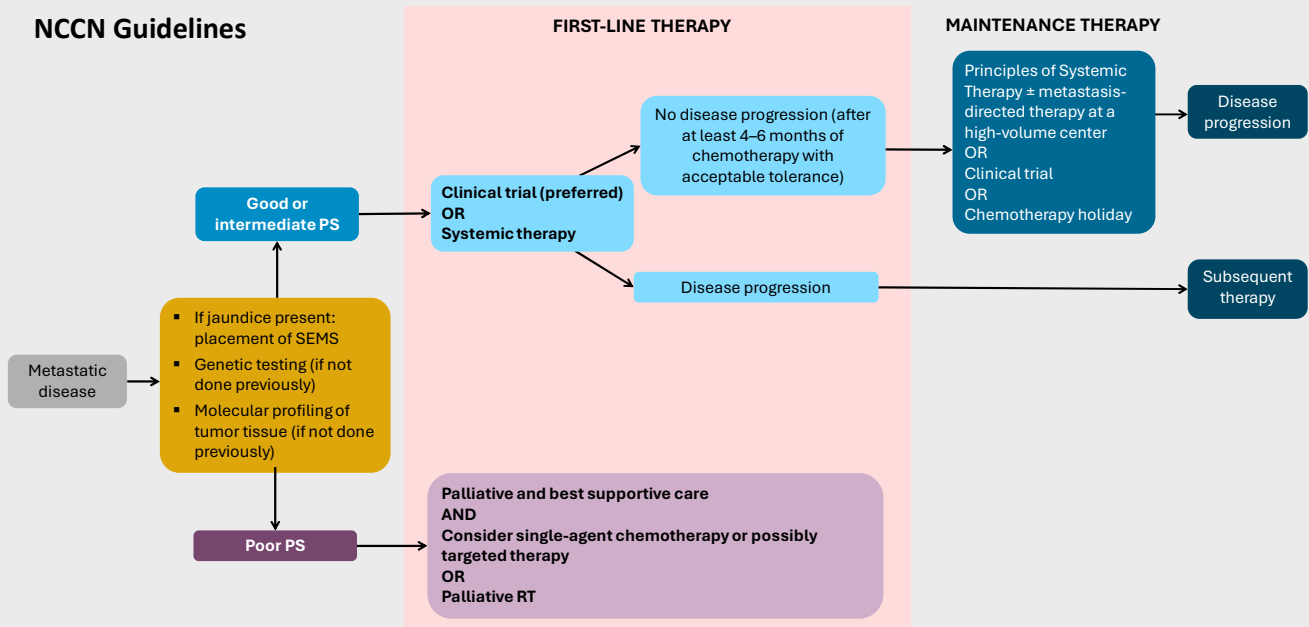 NCCN Guidelines
FIRST-LINE THERAPY
MAINTENANCE THERAPY
Metastatic
disease
▪ If jaundice present:
placement of SEMS
▪ Genetic testing (if not
done previously)
▪ Molecular profiling of
tumor tissue (if not done
previously)
Good or
intermediate PS
Clinical trial (preferred)
OR
Systemic therapy
No disease progression (after
at least 4–6 months of
chemotherapy with
acceptable tolerance)
Principles of Systemic
Therapy ± metastasis-
directed therapy at a
high-volume center
OR
Clinical trial
OR
Chemotherapy holiday
Disease
progression
Disease progression
Subsequent
therapy
Poor PS
Palliative and best supportive care
AND
Consider single-agent chemotherapy or possibly
targeted therapy
OR
Palliative RT